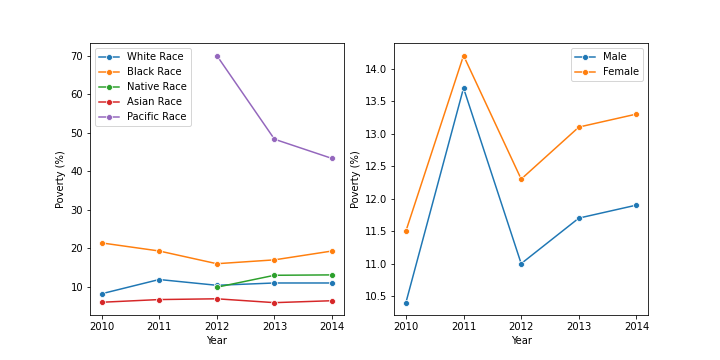 70
60
50
40
30
20
10
Poverty (%)
White Race
Black Race
Native Race
Asian Race
Pacific Race
2010 2011 2012 2013 2014
Year
14.0
13.5
13.0
12.5
12.0
11.5
11.0
10.5
Poverty (%)
Male
Female
2010 2011 2012 2013 2014
Year